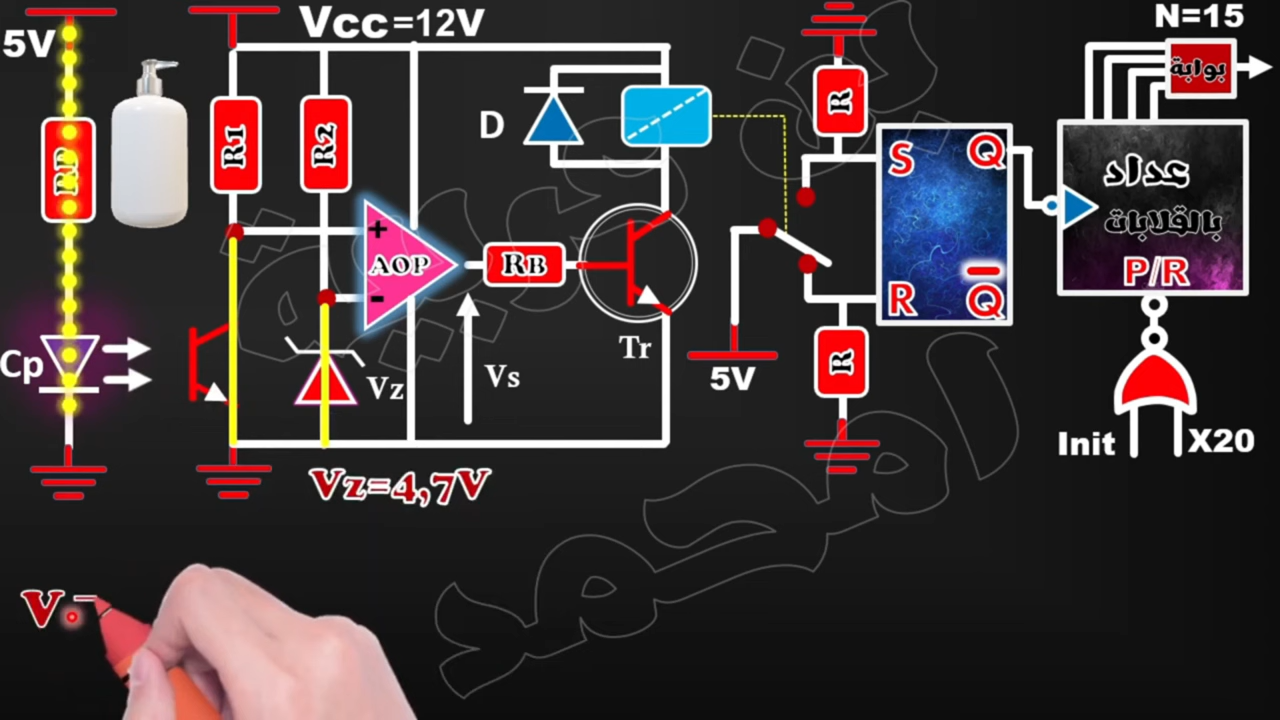 Vcc=12V
N=15
5V
بوابة
RD
R1
R2
R
D
S
Q
عداد
بالقلابات
+
AOP
-
RB
P/R
R
Q
Cp
Vz
Vs
Tr
5V
R
Init
X20
Vz=4,7V
V